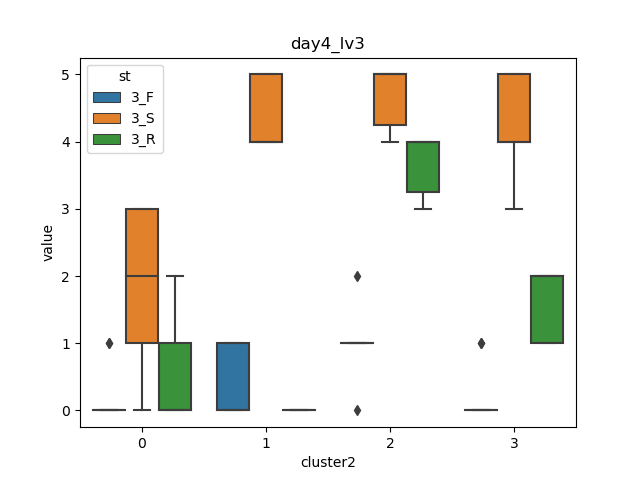 day4_lv3
st
3_F
3_S
3_R
5
4
3
2
1
0
value
0 1 2 3
cluster2